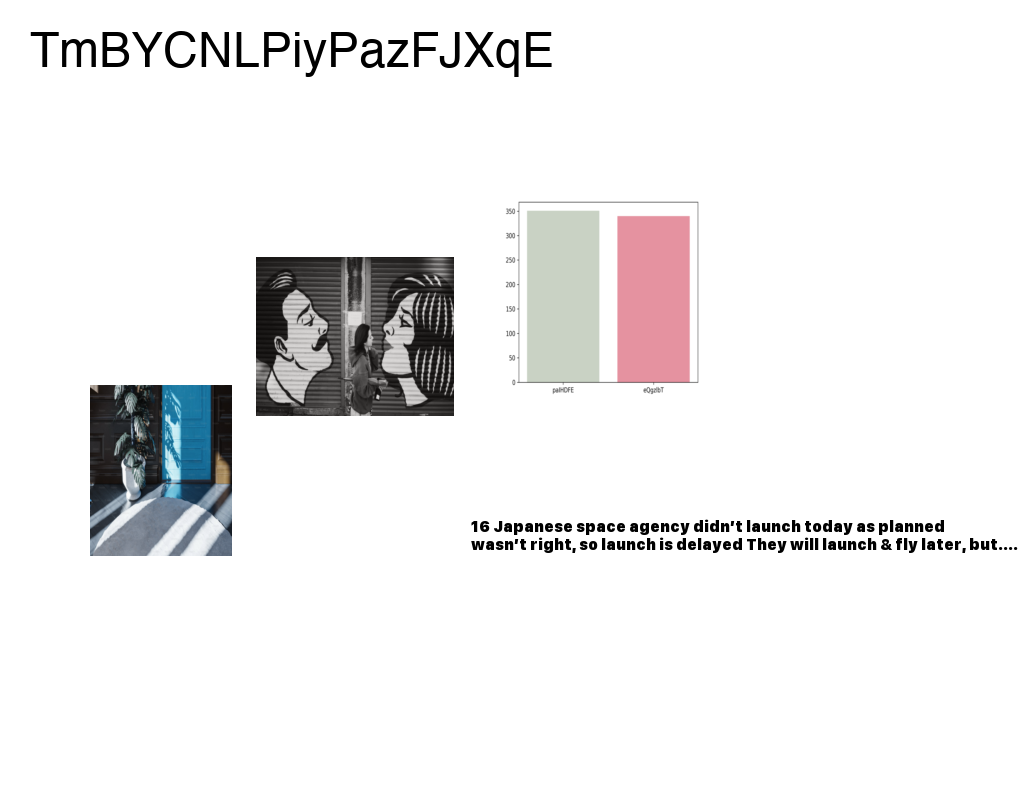 TmBYCNLPiyPazFJXqE
350
300
250
200
150
100
50
0
palHDFE eQgzlbT
16 Japanese space agency didn't launch today as planned
wasn't right, so launch is delayed They will launch & fly later, but....